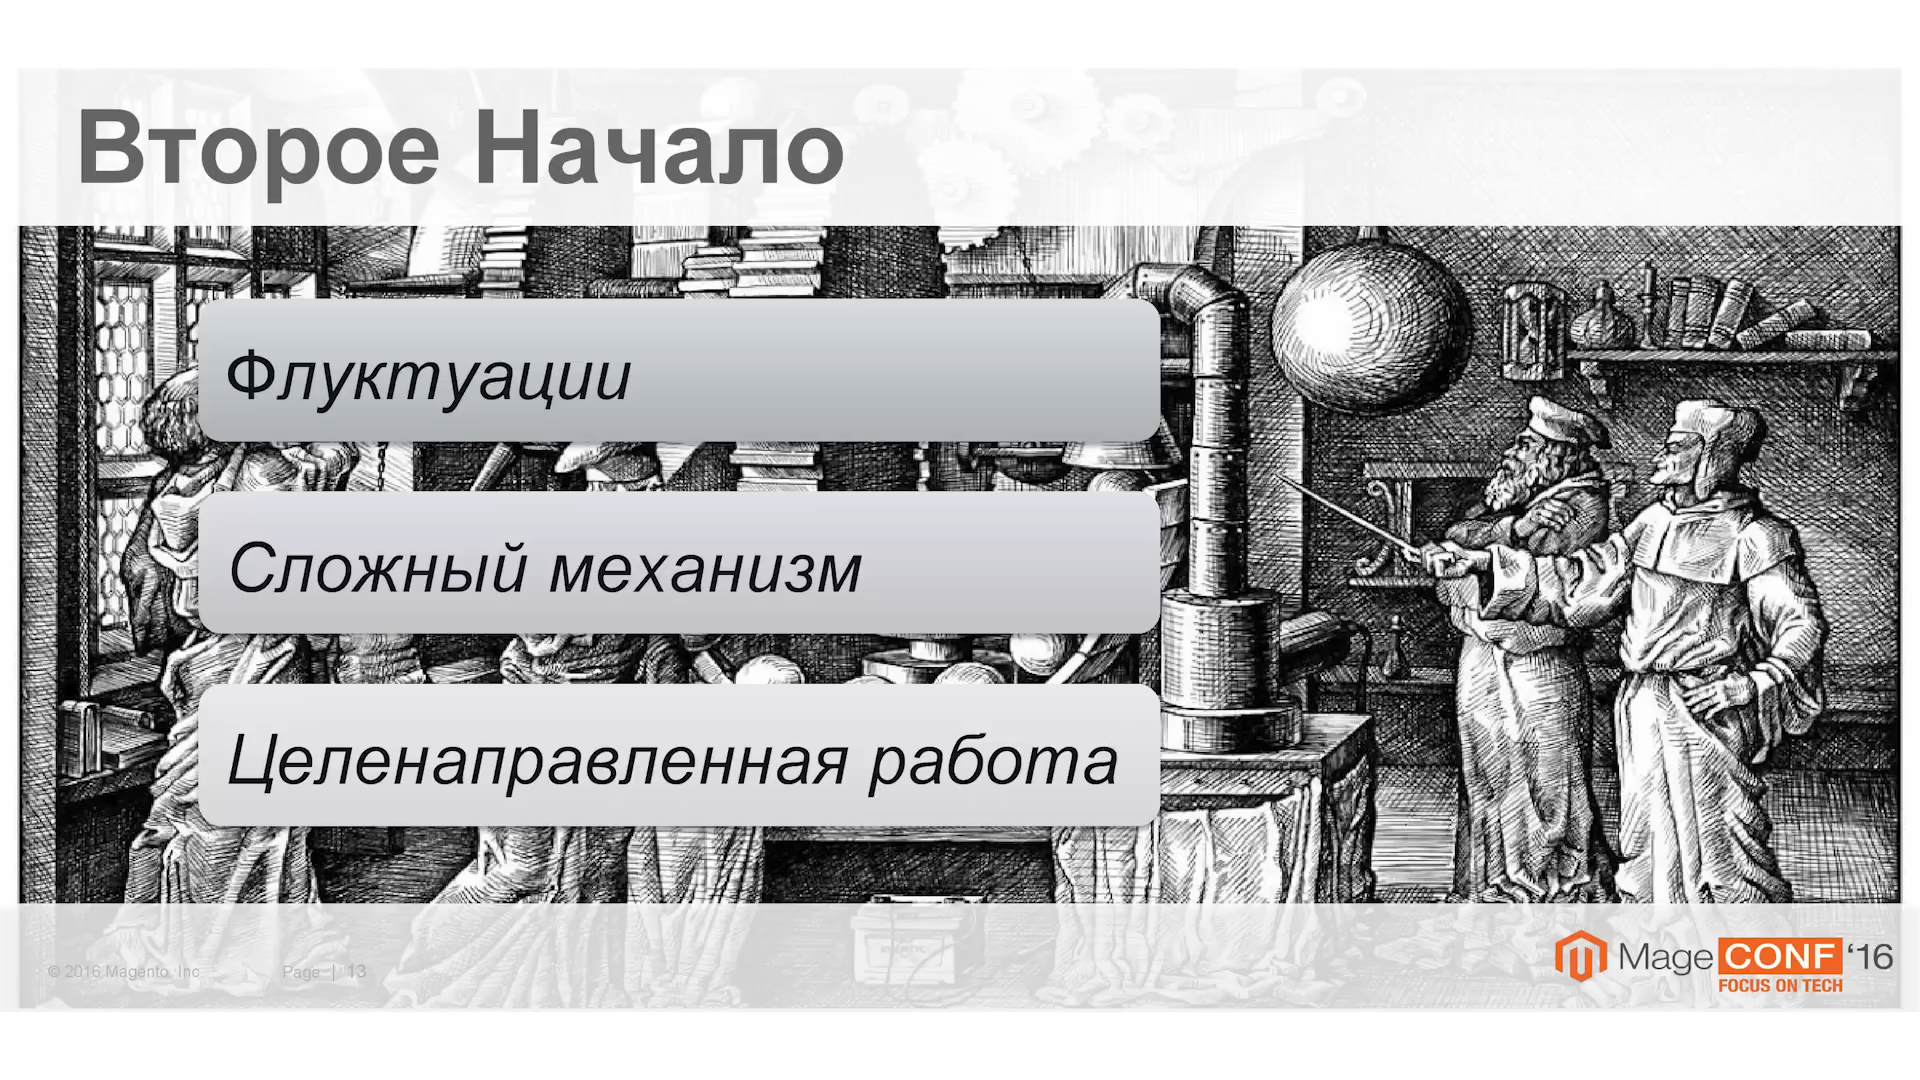 Второе Начало
Флуктуации
Сложный механизм
Целенаправленная работа
© 2016 Magento, Inc
Page | 13
Mage CONF ‘16
FOCUS ON TECH